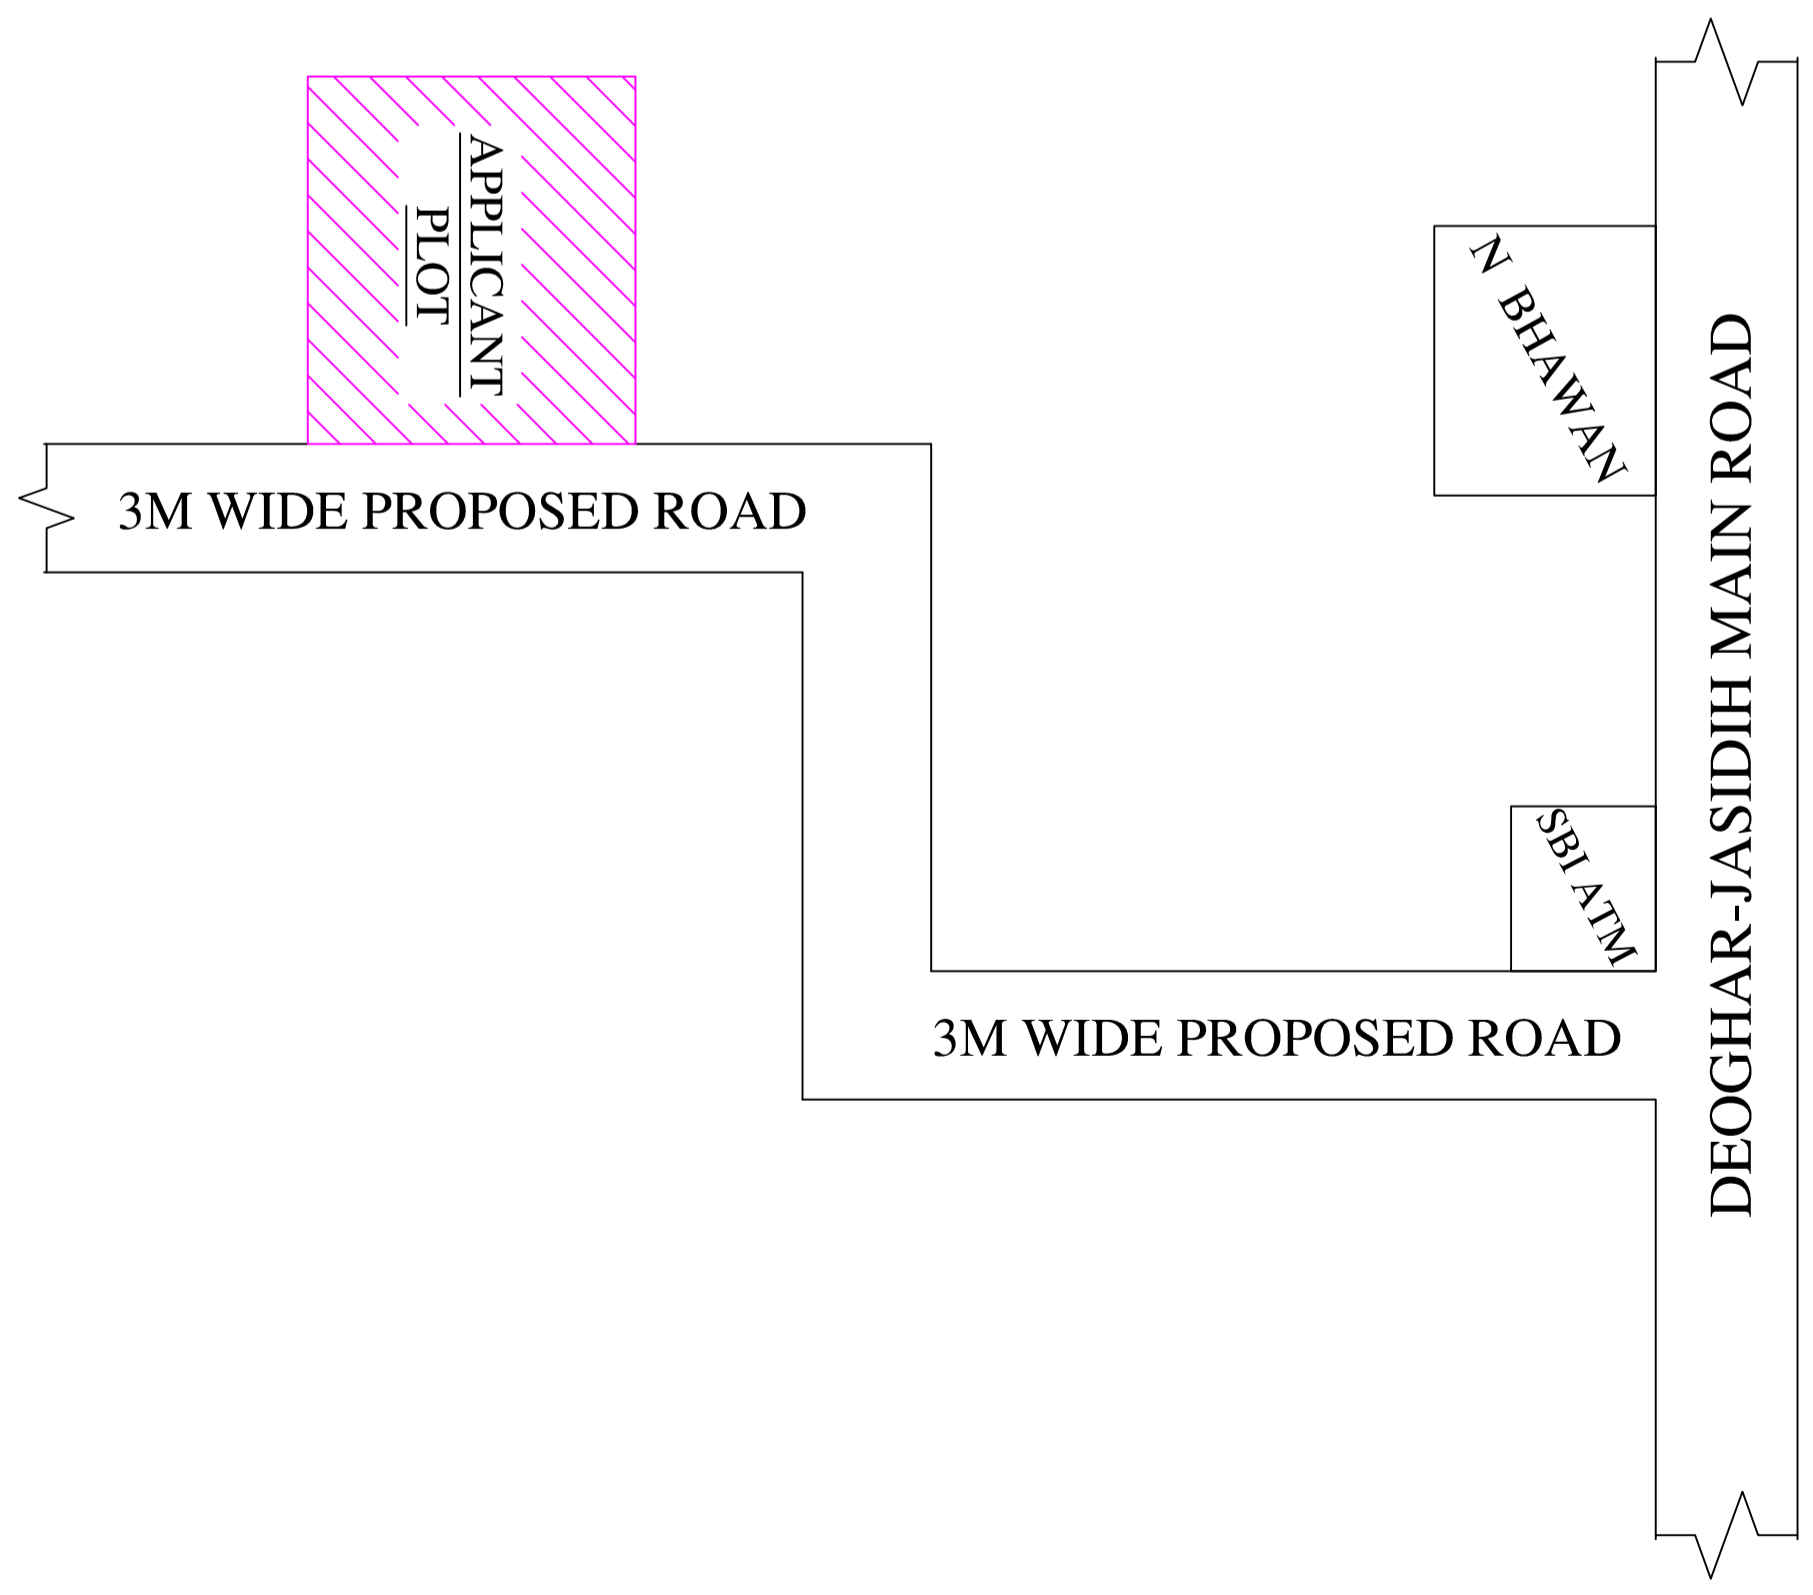 APPLICANT
PLOT
N BHAWAN
3M WIDE PROPOSED ROAD
DEOGHAR-JASIDIH MAIN ROAD
SBI ATM
3M WIDE PROPOSED ROAD